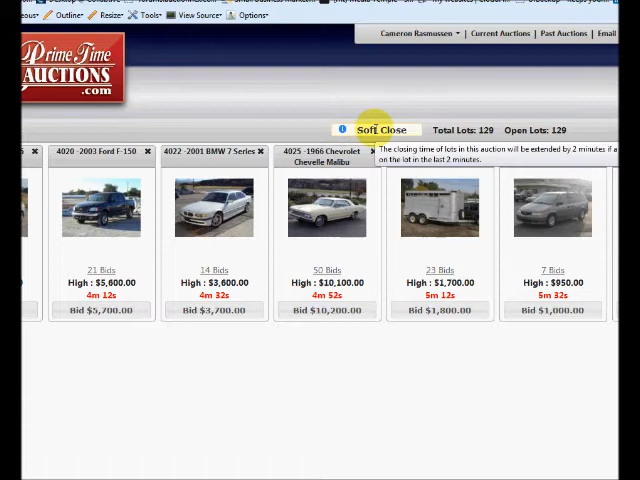 Outline▾ Resize▾ Tools▾ View Source▾ Options▾
Cameron Rasmussen ▾ | Current Auctions | Past Auctions | Email
Prime Time
AUCTIONS
.com
Soft Close Total Lots: 129 Open Lots: 129
The closing time of lots in this auction will be extended by 2 minutes if a
on the lot in the last 2 minutes.
4020 -2003 Ford F-150
4022 -2001 BMW 7 Series
4025 -1966 Chevrolet
Chevelle Malibu
21 Bids 14 Bids 50 Bids 23 Bids 7 Bids
High : $5,600.00 High : $3,600.00 High : $10,100.00 High : $1,700.00 High : $950.00
4m 12s 4m 32s 4m 52s 5m 12s 5m 32s
Bid $5,700.00 Bid $3,700.00 Bid $10,200.00 Bid $1,800.00 Bid $1,000.00